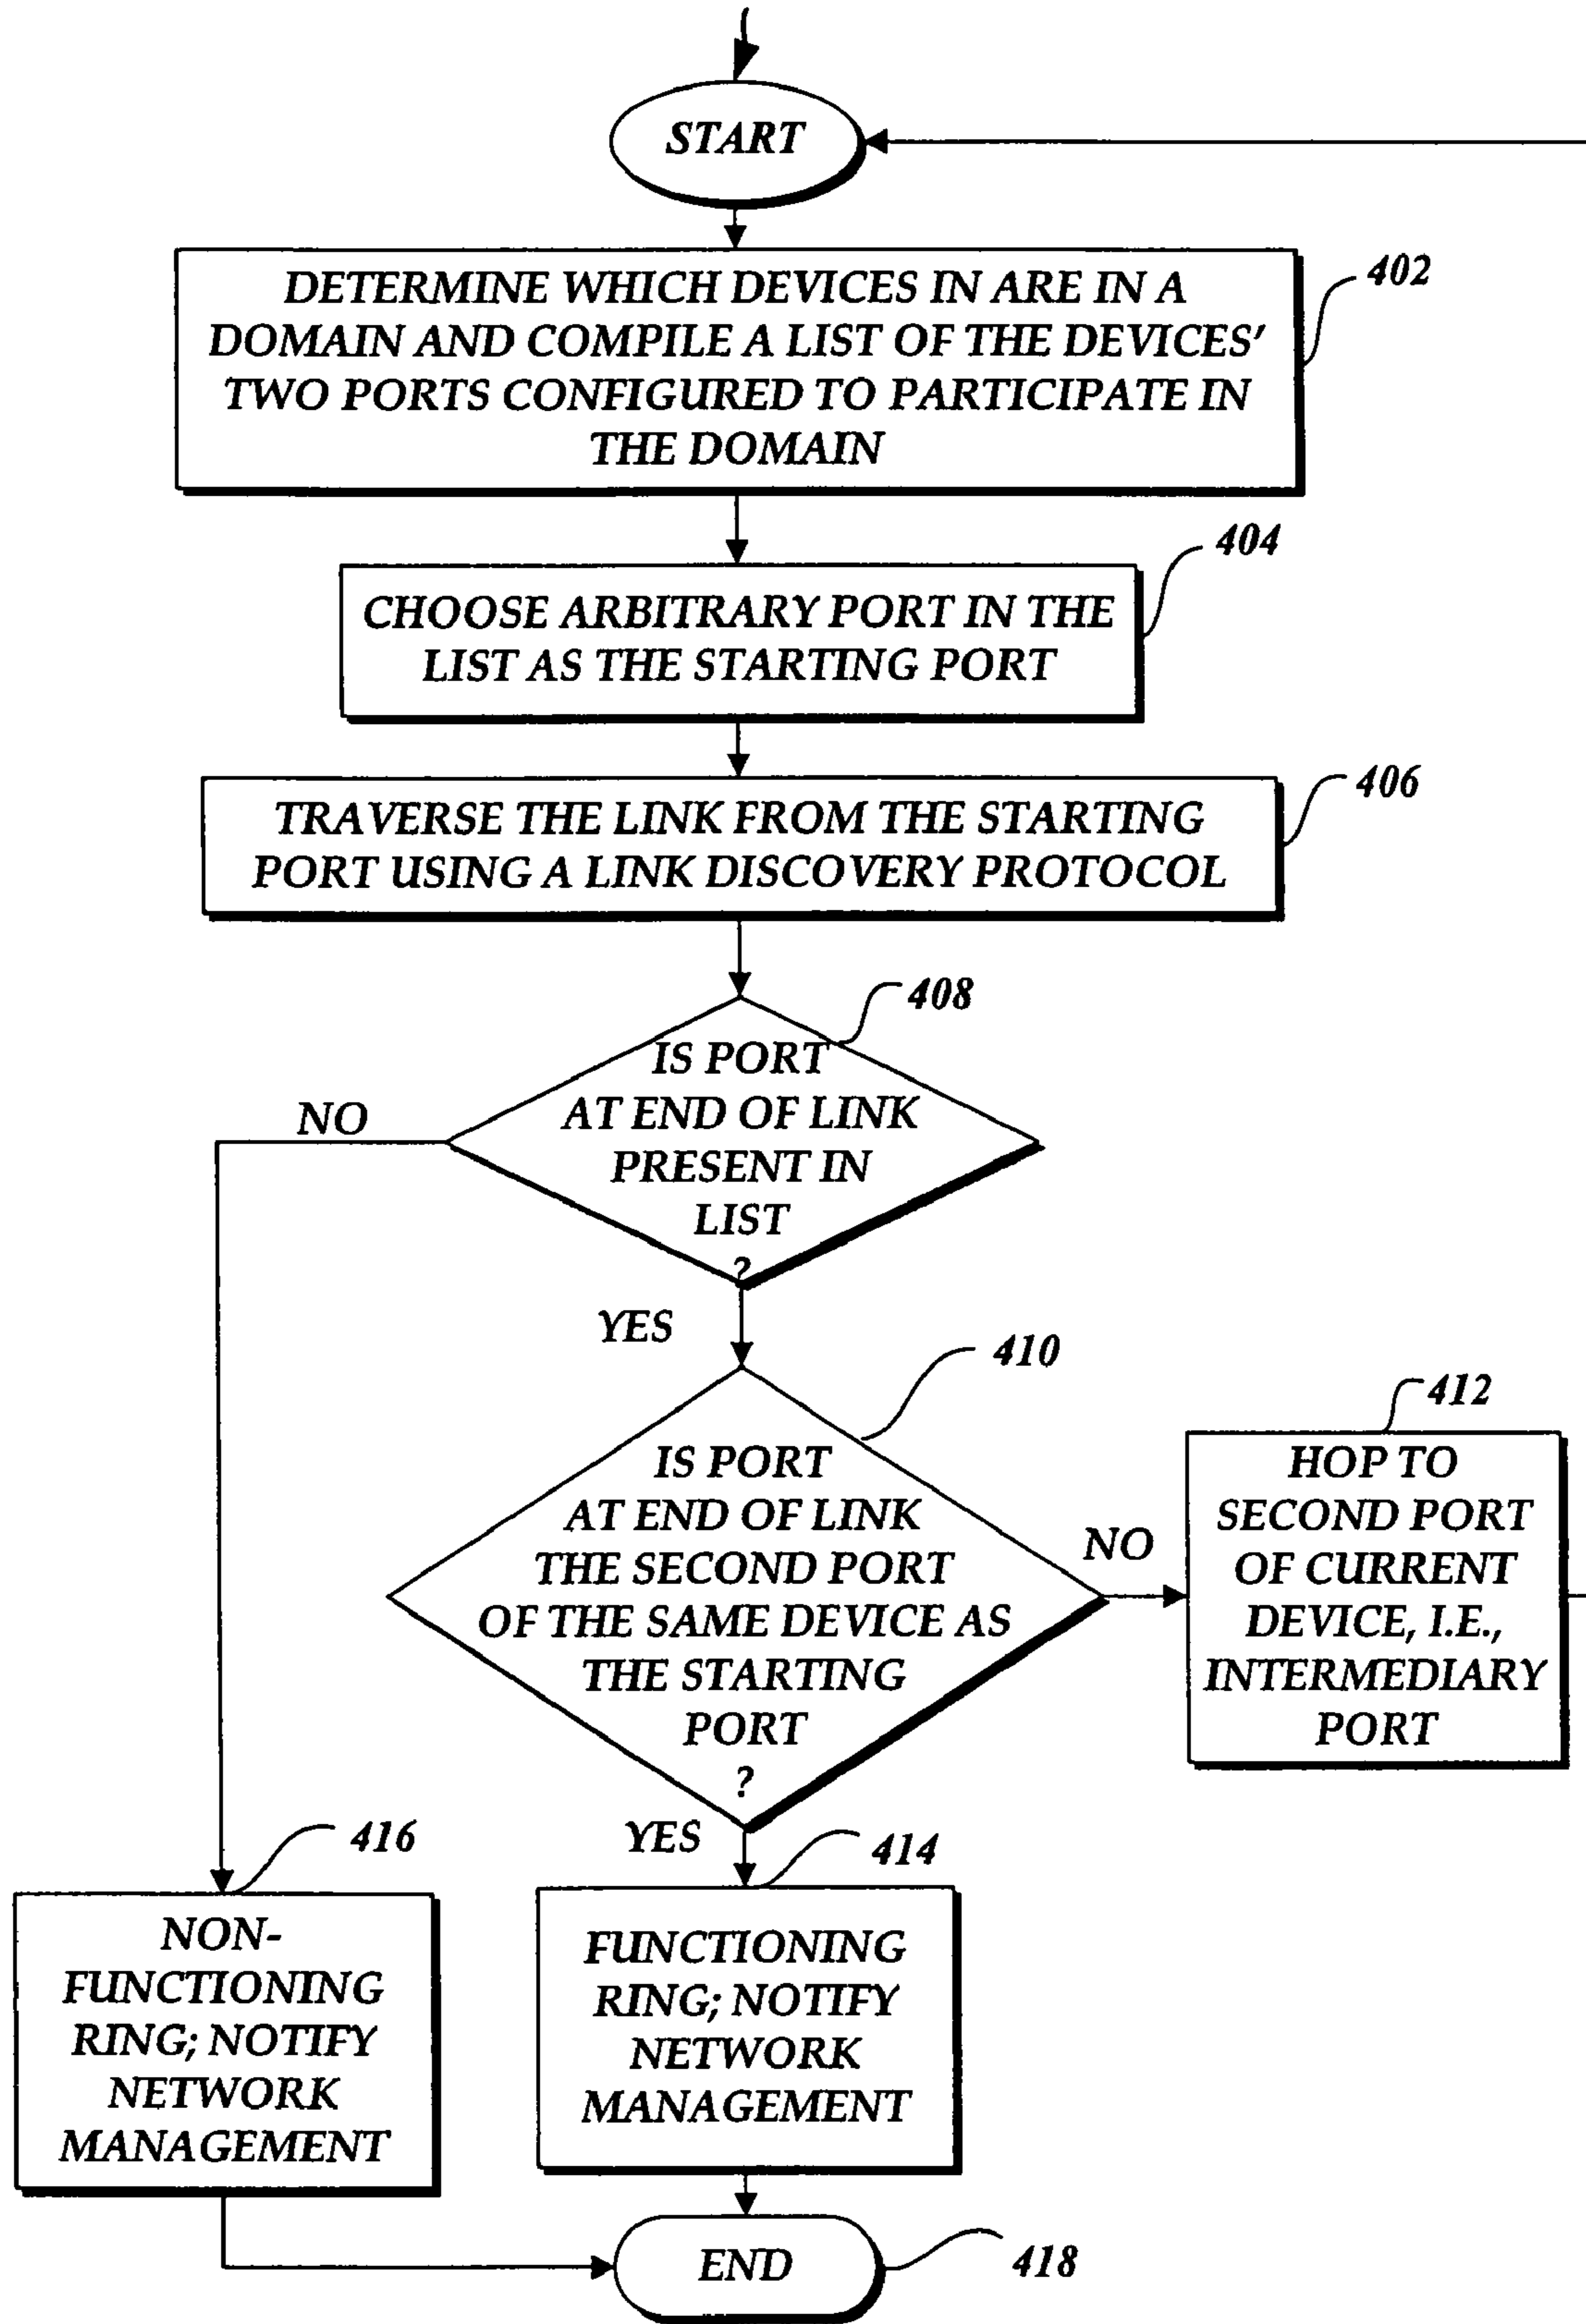 START
DETERMINE WHICH DEVICES IN ARE IN A
DOMAIN AND COMPILE A LIST OF THE DEVICES'
TWO PORTS CONFIGURED TO PARTICIPATE IN
THE DOMAIN
402
CHOOSE ARBITRARY PORT IN THE
LIST AS THE STARTING PORT
404
TRAVERSE THE LINK FROM THE STARTING
PORT USING A LINK DISCOVERY PROTOCOL
406
408
IS PORT
AT END OF LINK
PRESENT IN
LIST
?
NO
YES
410
IS PORT
AT END OF LINK
THE SECOND PORT
OF THE SAME DEVICE AS
THE STARTING
PORT
?
NO
412
HOP TO
SECOND PORT
OF CURRENT
DEVICE, I.E.,
INTERMEDIARY
PORT
YES
416
NON-
FUNCTIONING
RING; NOTIFY
NETWORK
MANAGEMENT
414
FUNCTIONING
RING; NOTIFY
NETWORK
MANAGEMENT
END
418